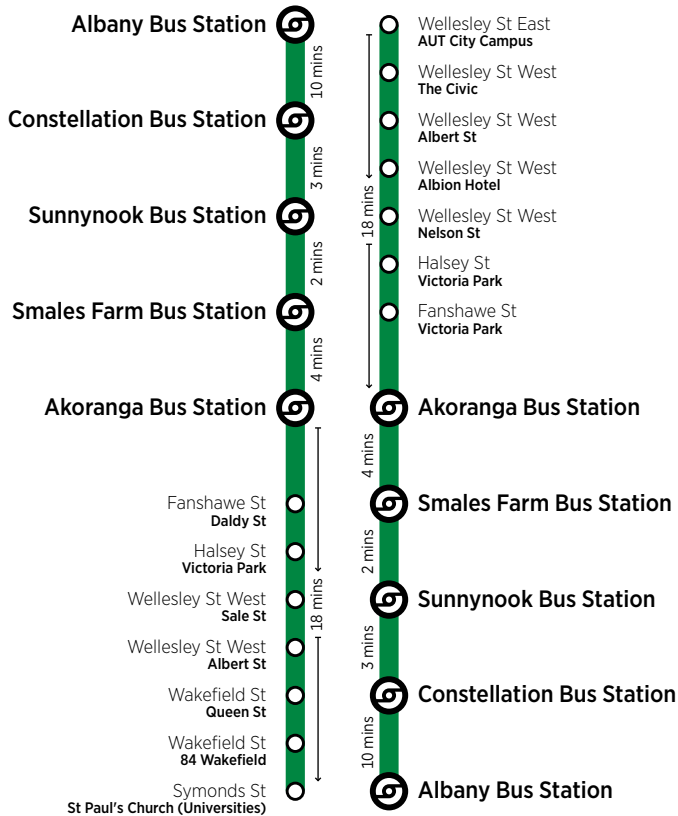 Albany Bus Station
10 mins
Constellation Bus Station
3 mins
Sunnynook Bus Station
2 mins
Smales Farm Bus Station
4 mins
Akoranga Bus Station
Fanshawe St
Daldy St
Halsey St
Victoria Park
18 mins
Wellesley St West
Sale St
Wellesley St West
Albert St
Wakefield St
Queen St
Wakefield St
84 Wakefield
Symonds St
St Paul's Church (Universities)
Wellesley St East
AUT City Campus
Wellesley St West
The Civic
Wellesley St West
Albert St
Wellesley St West
Albion Hotel
18 mins
Wellesley St West
Nelson St
Halsey St
Victoria Park
Fanshawe St
Victoria Park
Akoranga Bus Station
4 mins
Smales Farm Bus Station
2 mins
Sunnynook Bus Station
3 mins
Constellation Bus Station
10 mins
Albany Bus Station